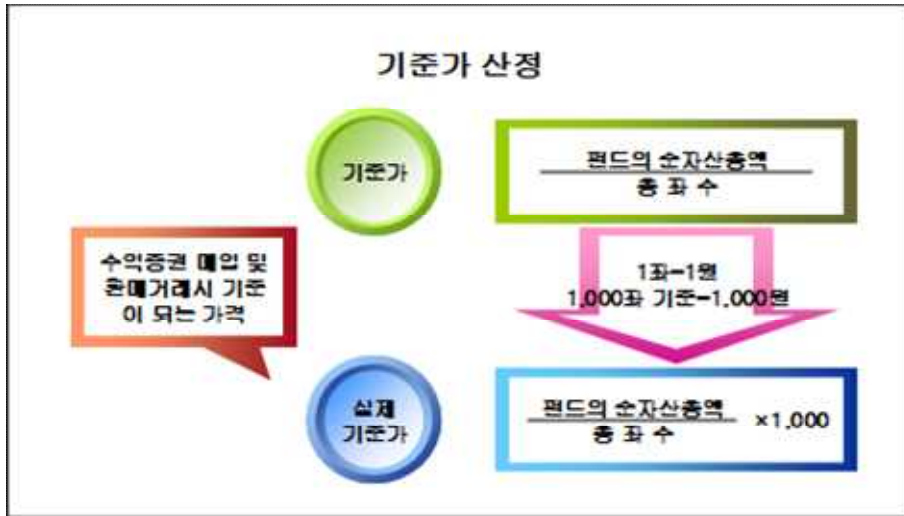 기준가 산정
기준가
펀드의 순자산총액
총 좌 수
수익증권 매입 및
환매거래시 기준
이 되는 가격
1좌=1원
1,000좌 기준=1,000원
실제
기준가
펀드의 순자산총액
총 좌 수
×1,000